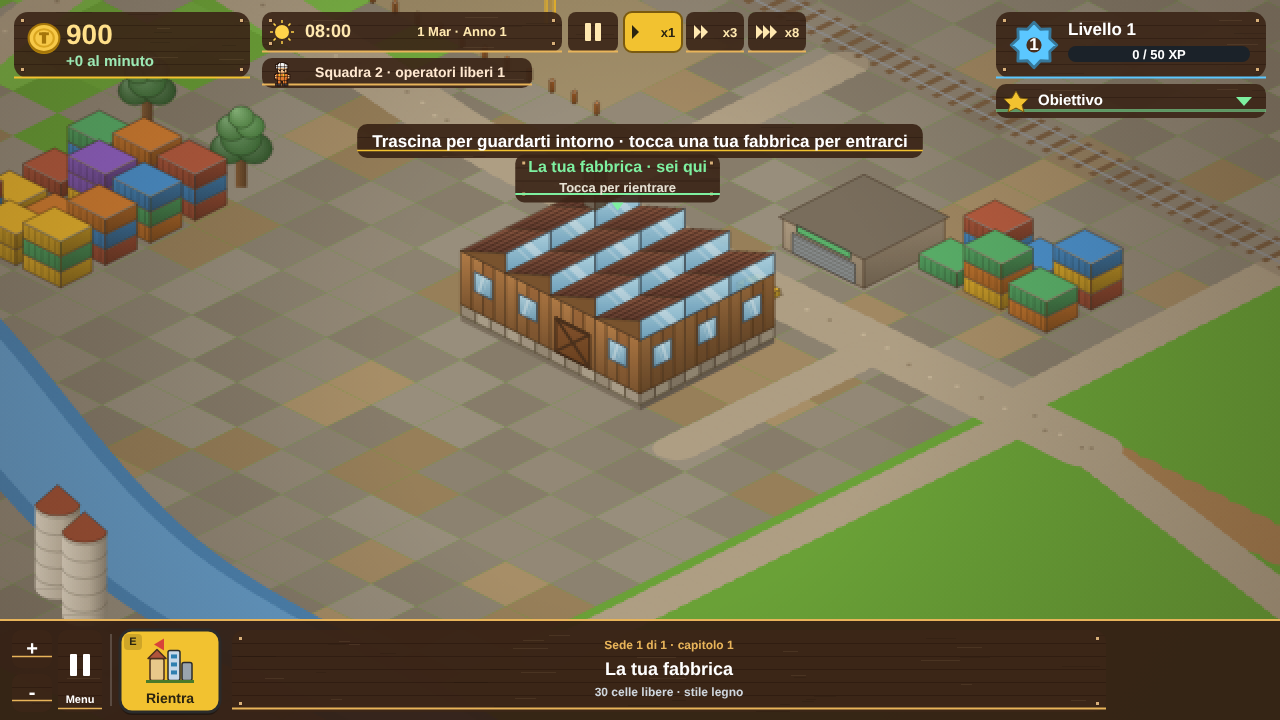 900
+0 al minuto
08:00
1 Mar · Anno 1
x1
x3
x8
Squadra 2 · operatori liberi 1
1
Livello 1
0 / 50 XP
Obiettivo
Trascina per guardarti intorno · tocca una tua fabbrica per entrarci
La tua fabbrica · sei qui
Tocca per rientrare
+
-
Menu
E
Rientra
Sede 1 di 1 · capitolo 1
La tua fabbrica
30 celle libere · stile legno